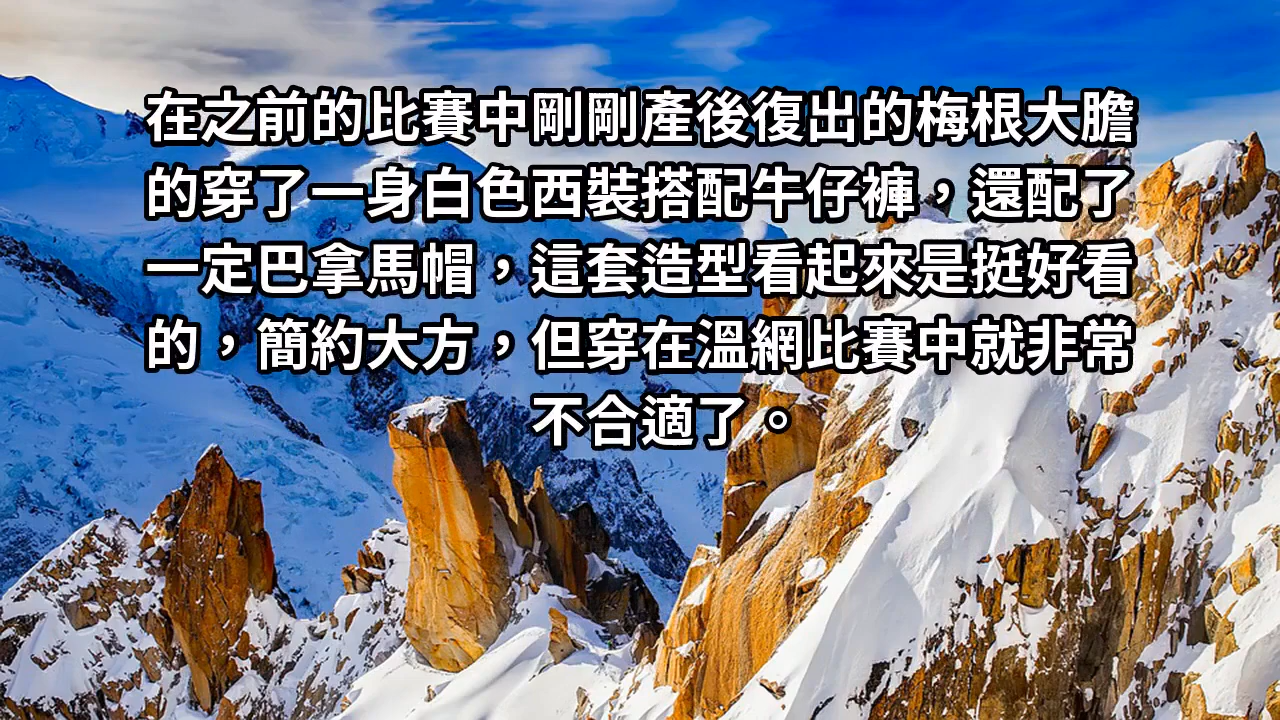 在之前的比賽中剛剛產後復出的梅根大膽
的穿了一身白色西裝搭配牛仔褲，還配了
一定巴拿馬帽，這套造型看起來是挺好看
的，簡約大方，但穿在溫網比賽中就非常
不合適了。